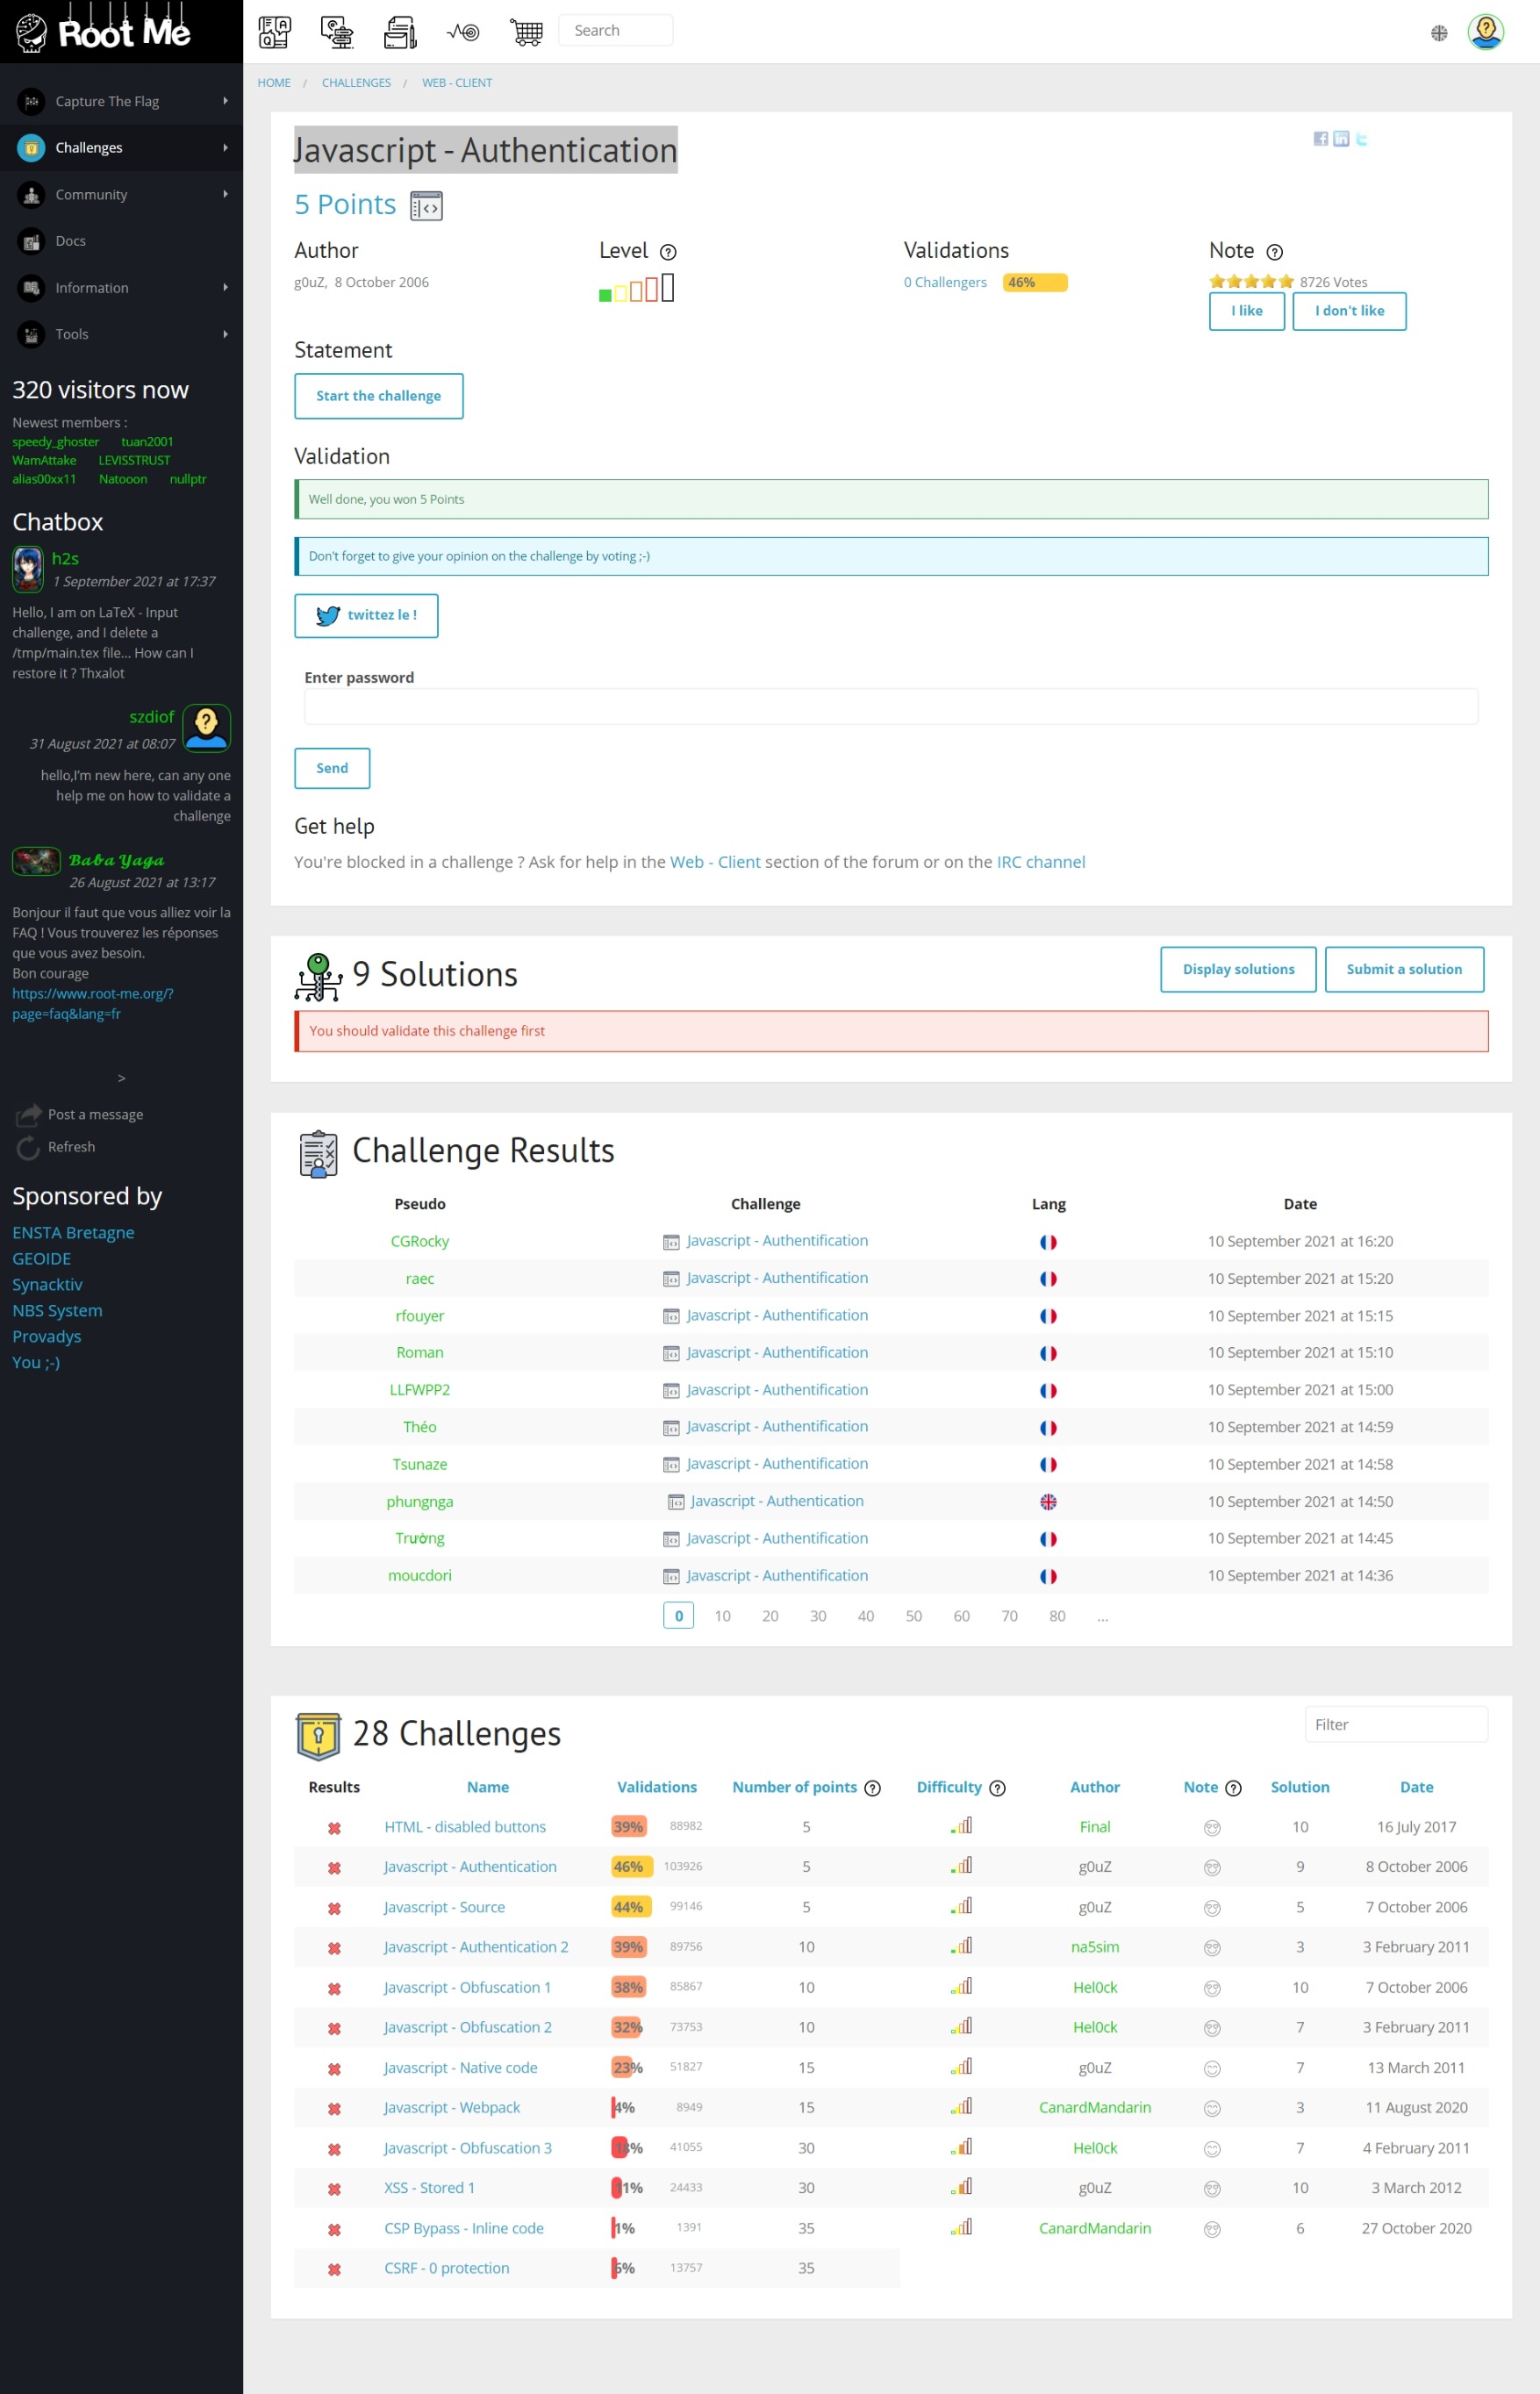 Root Me
Search
Capture The Flag
Challenges
Community
Docs
Information
Tools
320 visitors now
Newest members :
speedy_ghoster tuan2001
WamAttake LEVISSTRUST
alias00xx11 Natooon nullptr
Chatbox
h2s
1 September 2021 at 17:37
Hello, I am on LaTeX - Input
challenge, and I delete a
/tmp/main.tex file... How can I
restore it ? Thxalot
szdiof
31 August 2021 at 08:07
hello,I'm new here, can any one
help me on how to validate a
challenge
Baba Yaga
26 August 2021 at 13:17
Bonjour il faut que vous alliez voir la
FAQ ! Vous trouverez les réponses
que vous avez besoin.
Bon courage
https://www.root-me.org/?
page=faq&lang=fr
>
Post a message
Refresh
Sponsored by
ENSTA Bretagne
GEOIDE
Synacktiv
NBS System
Provadys
You ;-)
HOME / CHALLENGES / WEB - CLIENT
Javascript - Authentication
5 Points
Author Level Validations Note
g0uZ, 8 October 2006 0 Challengers 46% 8726 Votes
I like I don't like
Statement
Start the challenge
Validation
Well done, you won 5 Points
Don't forget to give your opinion on the challenge by voting ;-)
twittez le !
Enter password
Send
Get help
You're blocked in a challenge ? Ask for help in the Web - Client section of the forum or on the IRC channel
9 Solutions
Display solutions Submit a solution
You should validate this challenge first
Challenge Results
Pseudo Challenge Lang Date
CGRocky Javascript - Authentification 10 September 2021 at 16:20
raec Javascript - Authentification 10 September 2021 at 15:20
rfouyer Javascript - Authentification 10 September 2021 at 15:15
Roman Javascript - Authentification 10 September 2021 at 15:10
LLFWPP2 Javascript - Authentification 10 September 2021 at 15:00
Théo Javascript - Authentification 10 September 2021 at 14:59
Tsunaze Javascript - Authentification 10 September 2021 at 14:58
phungnga Javascript - Authentication 10 September 2021 at 14:50
Trường Javascript - Authentification 10 September 2021 at 14:45
moucdori Javascript - Authentification 10 September 2021 at 14:36
0 10 20 30 40 50 60 70 80 ...
28 Challenges
Filter
Results Name Validations Number of points Difficulty Author Note Solution Date
HTML - disabled buttons 39% 88982 5 Final 10 16 July 2017
Javascript - Authentication 46% 103926 5 g0uZ 9 8 October 2006
Javascript - Source 44% 99146 5 g0uZ 5 7 October 2006
Javascript - Authentication 2 39% 89756 10 na5sim 3 3 February 2011
Javascript - Obfuscation 1 38% 85867 10 Hel0ck 10 7 October 2006
Javascript - Obfuscation 2 32% 73753 10 Hel0ck 7 3 February 2011
Javascript - Native code 23% 51827 15 g0uZ 7 13 March 2011
Javascript - Webpack 4% 8949 15 CanardMandarin 3 11 August 2020
Javascript - Obfuscation 3 18% 41055 30 Hel0ck 7 4 February 2011
XSS - Stored 1 11% 24433 30 g0uZ 10 3 March 2012
CSP Bypass - Inline code 1% 1391 35 CanardMandarin 6 27 October 2020
CSRF - 0 protection 6% 13757 35